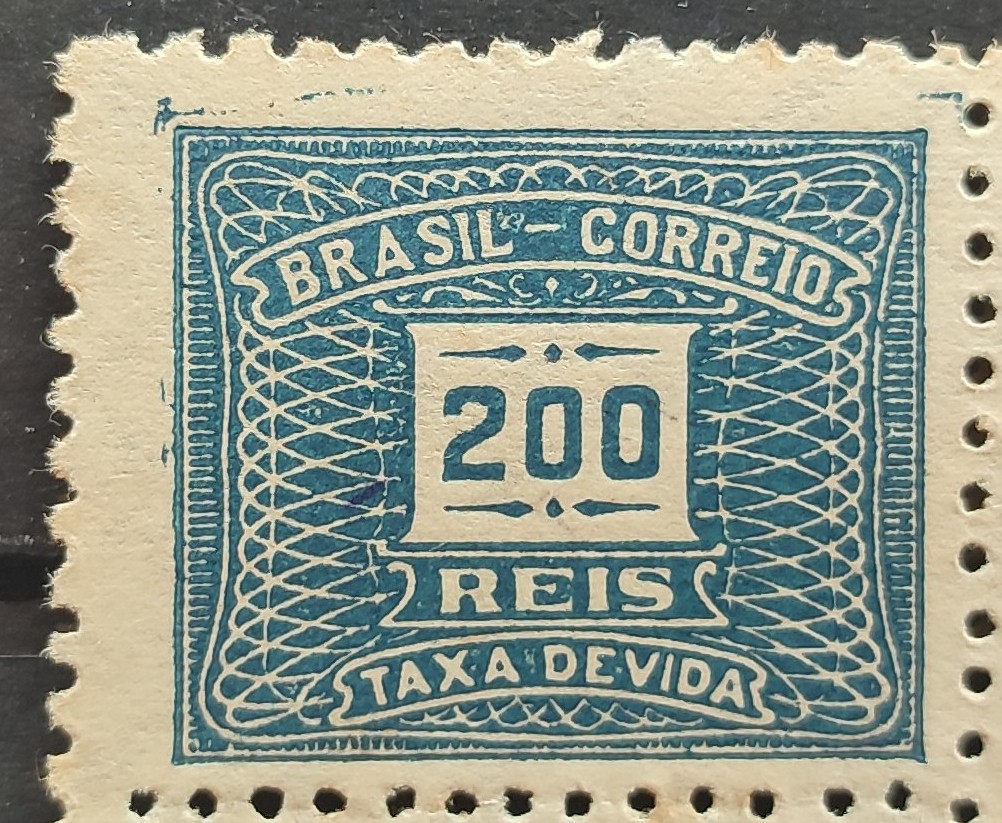 BRASIL - CORREIO
200
REIS
TAXA DEVIDA